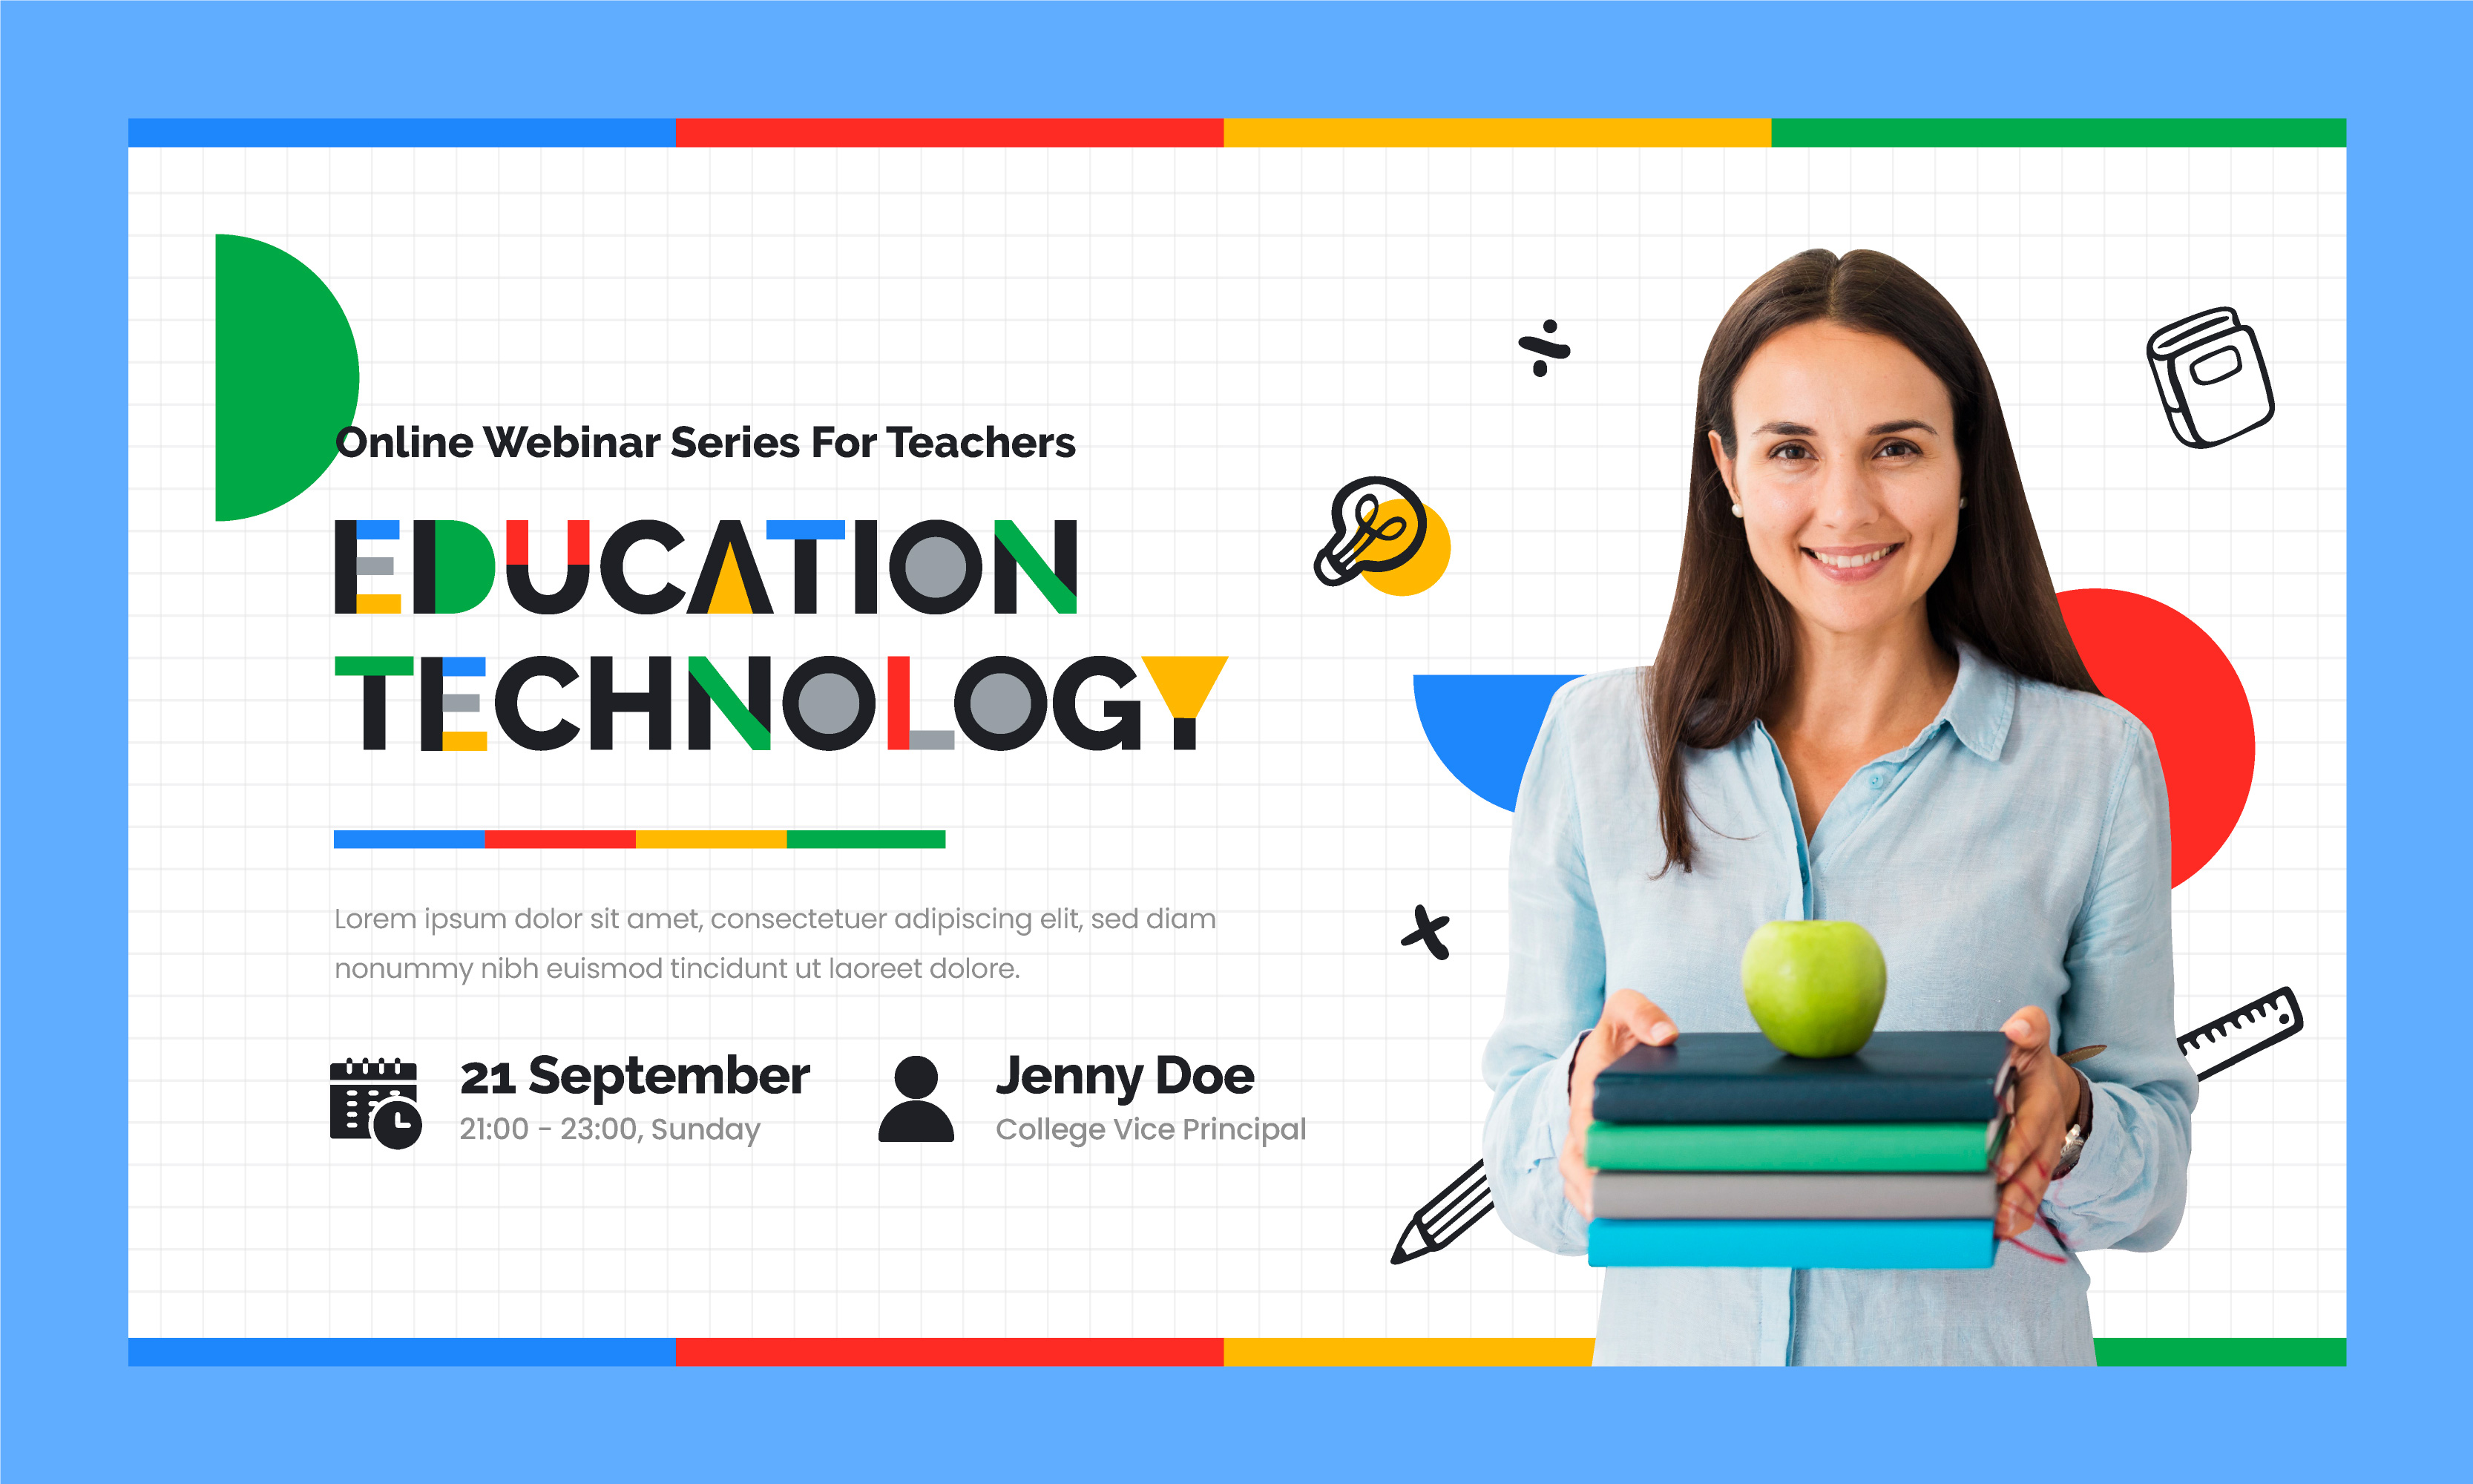 Online Webinar Series For Teachers
EDUCATION
TECHNOLOGY
Lorem ipsum dolor sit amet, consectetuer adipiscing elit, sed diam
nonummy nibh euismod tincidunt ut laoreet dolore.
21 September
21:00 - 23:00, Sunday
Jenny Doe
College Vice Principal